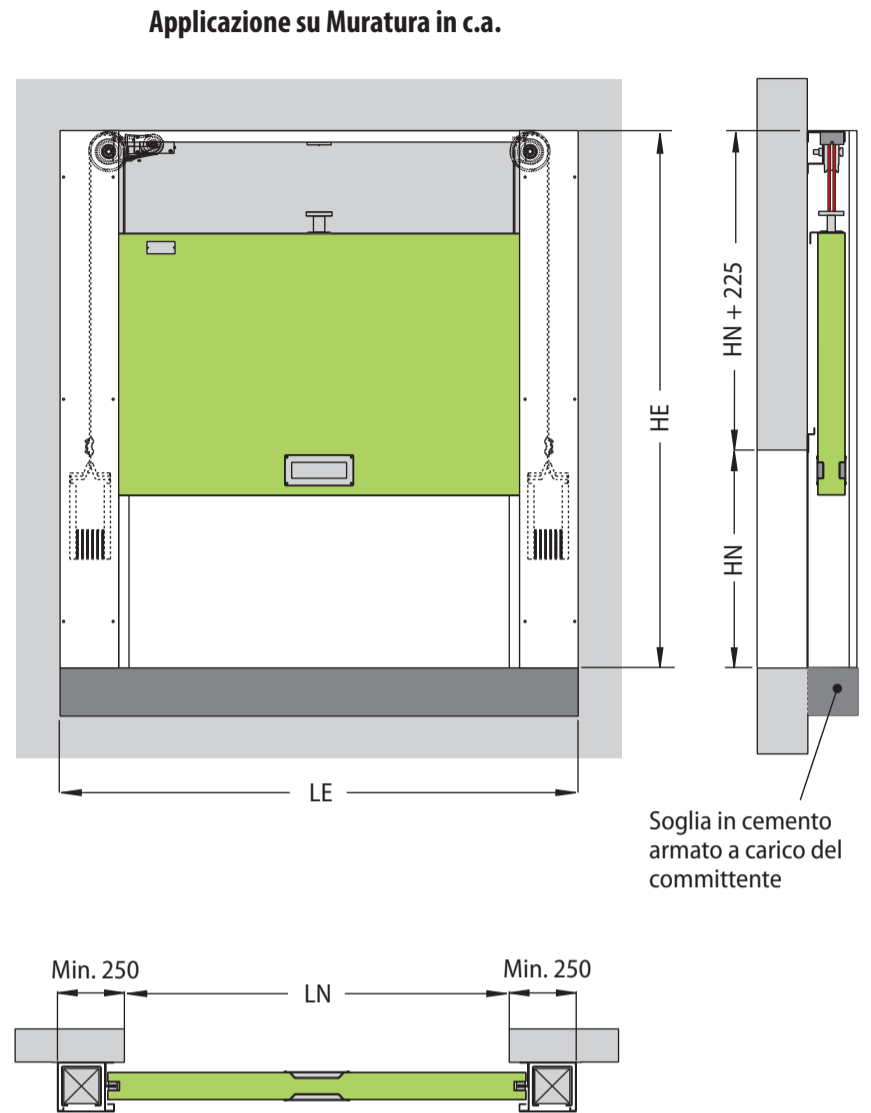 Applicazione su Muratura in c.a.
HN + 225
HE
HN
LE
Soglia in cemento
armato a carico del
committente
Min. 250
LN
Min. 250